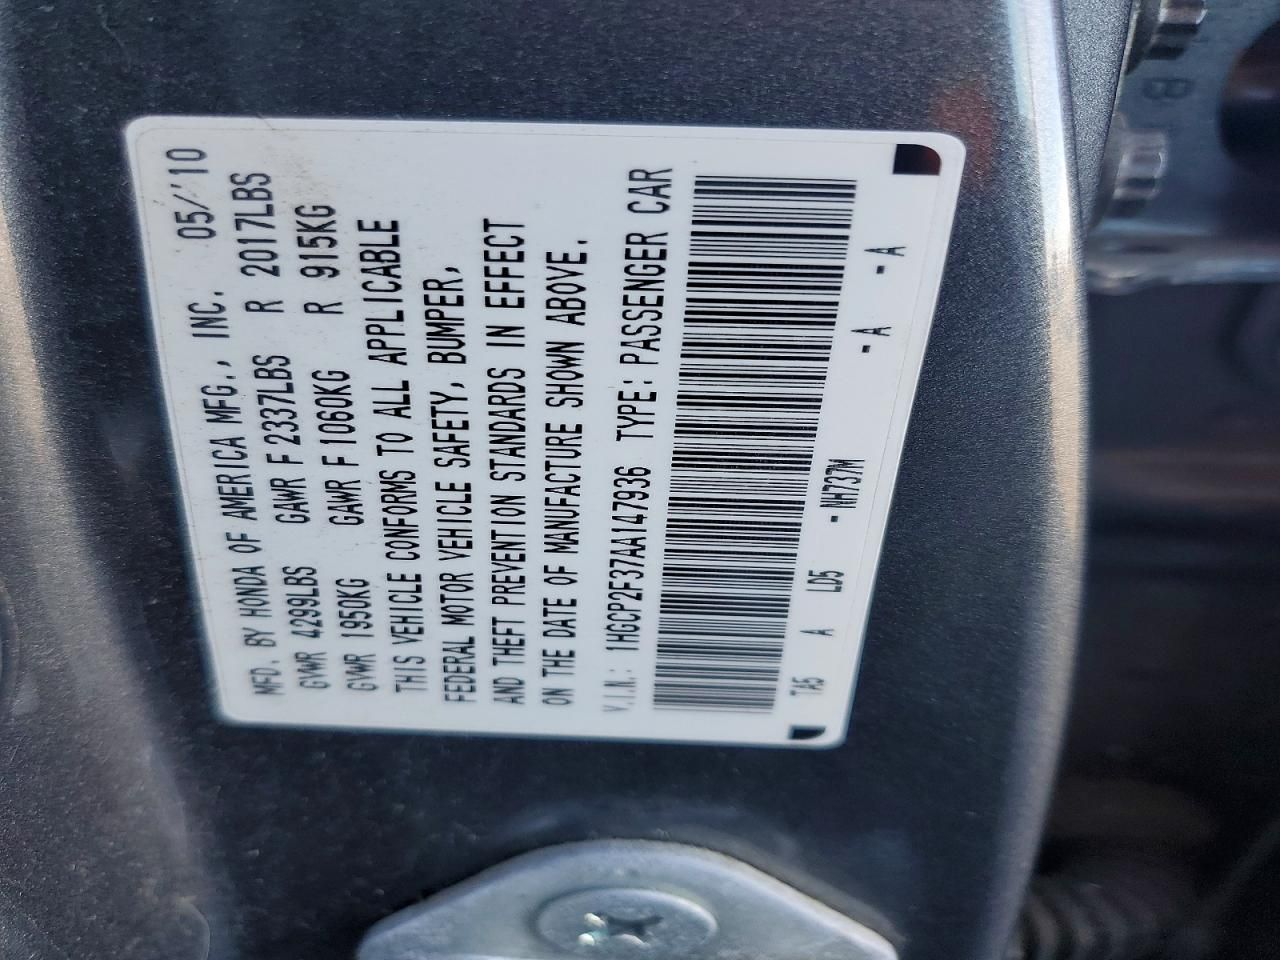 MFD. BY HONDA OF AMERICA MFG., INC. 05/'10
GVWR 4299LBS GAWR F 2337LBS R 2017LBS
GVWR 1950KG GAWR F 1060KG R 915KG
THIS VEHICLE CONFORMS TO ALL APPLICABLE
FEDERAL MOTOR VEHICLE SAFETY, BUMPER,
AND THEFT PREVENTION STANDARDS IN EFFECT
ON THE DATE OF MANUFACTURE SHOWN ABOVE.
V.I.N.: 1HGCP2F37AA147936 TYPE: PASSENGER CAR
TA5 A LD5 - NH737M - A - A
B